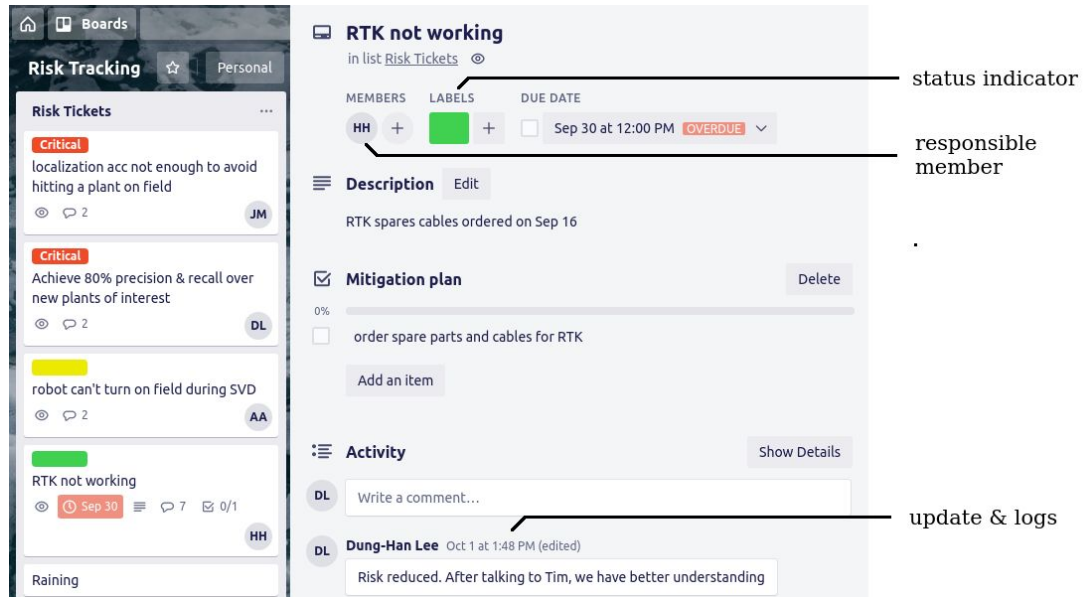 Boards
Risk Tracking
Personal
Risk Tickets
...
Critical
localization acc not enough to avoid
hitting a plant on field
2
JM
Critical
Achieve 80% precision & recall over
new plants of interest
2
DL
robot can't turn on field during SVD
2
AA
RTK not working
Sep 30
7
0/1
HH
Raining
RTK not working
in list Risk Tickets
MEMBERS LABELS DUE DATE
HH + + Sep 30 at 12:00 PM OVERDUE
Description Edit
RTK spares cables ordered on Sep 16
Mitigation plan Delete
0%
order spare parts and cables for RTK
Add an item
Activity Show Details
DL Write a comment…
DL Dung-Han Lee Oct 1 at 1:48 PM (edited)
Risk reduced. After talking to Tim, we have better understanding
status indicator
responsible
member
.
update & logs